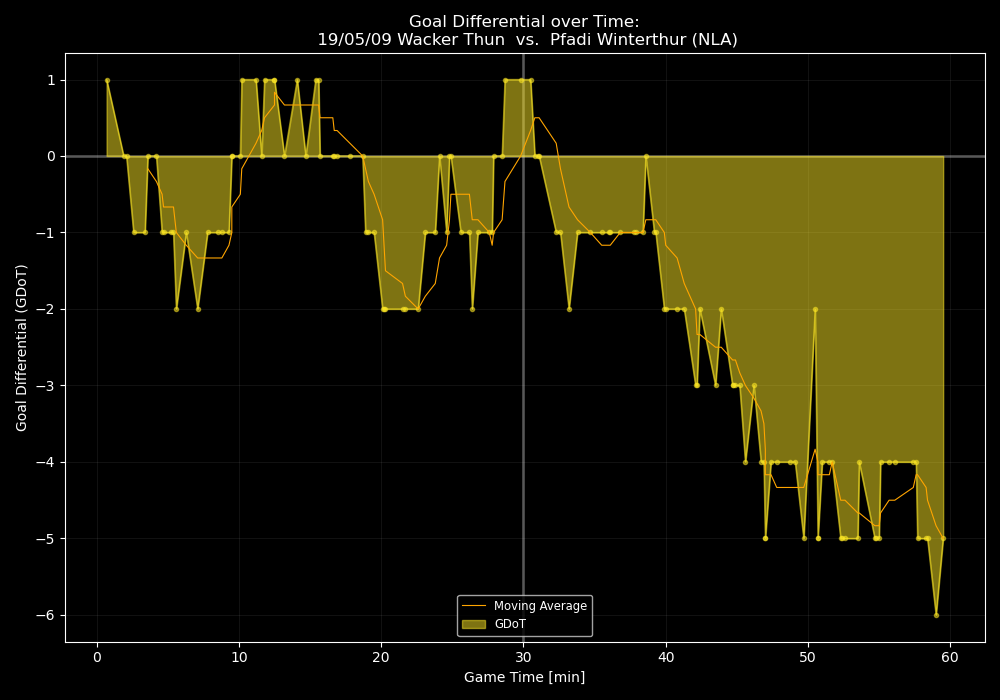 Goal Differential over Time:
19/05/09 Wacker Thun  vs.  Pfadi Winterthur (NLA)
Goal Differential (GDoT)
1
0
−1
−2
−3
−4
−5
−6
Moving Average
GDoT
0
10
20
30
40
50
60
Game Time [min]